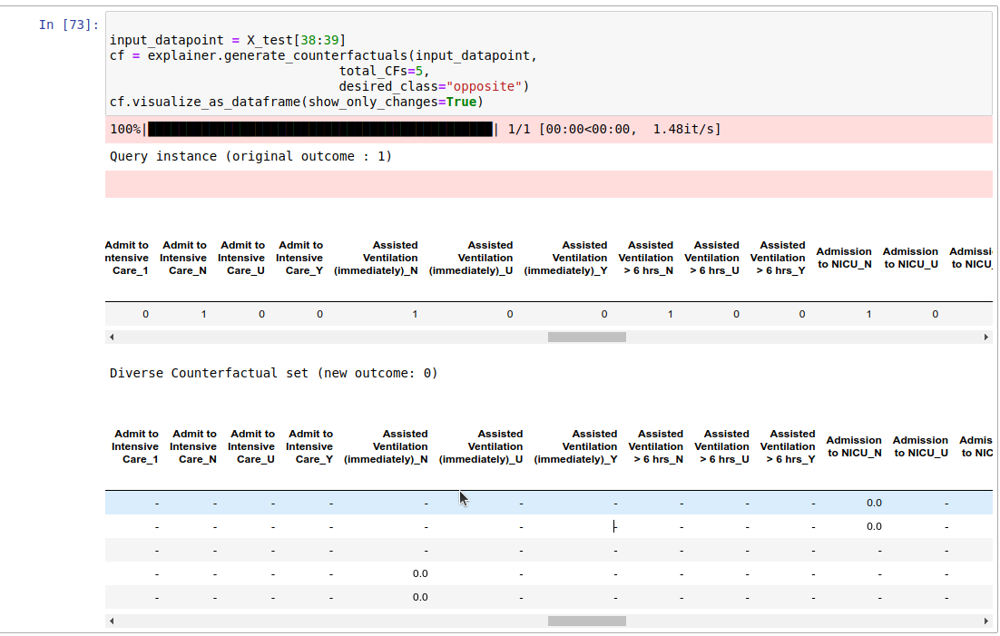 In [73]:
input_datapoint = X_test[38:39]
cf = explainer.generate_counterfactuals(input_datapoint,
total_CFs=5,
desired_class="opposite")
cf.visualize_as_dataframe(show_only_changes=True)
100%| | 1/1 [00:00<00:00, 1.48it/s]
Query instance (original outcome : 1)
Admit to Admit to Admit to Admit to Assisted Assisted Assisted Assisted Assisted Assisted Admission Admission Admissi
ntensive Intensive Intensive Intensive Ventilation Ventilation Ventilation Ventilation Ventilation Ventilation to NICU_N to NICU_U to NICU_
Care_1 Care_N Care_U Care_Y (immediately)_N (immediately)_U (immediately)_Y > 6 hrs_N > 6 hrs_U > 6 hrs_Y
0 1 0 0 1 0 0 1 0 0 1 0
Diverse Counterfactual set (new outcome: 0)
Admit to Admit to Admit to Admit to Assisted Assisted Assisted Assisted Assisted Assisted Admission Admission Admis
Intensive Intensive Intensive Intensive Ventilation Ventilation Ventilation Ventilation Ventilation Ventilation to NICU_N to NICU_U to NIC
Care_1 Care_N Care_U Care_Y (immediately)_N (immediately)_U (immediately)_Y > 6 hrs_N > 6 hrs_U > 6 hrs_Y
- - - - - - - - - - 0.0 -
- - - - - - - - - - 0.0 -
- - - - - - - - - - - -
- - - - 0.0 - - - - - - -
- - - - 0.0 - - - - - - -